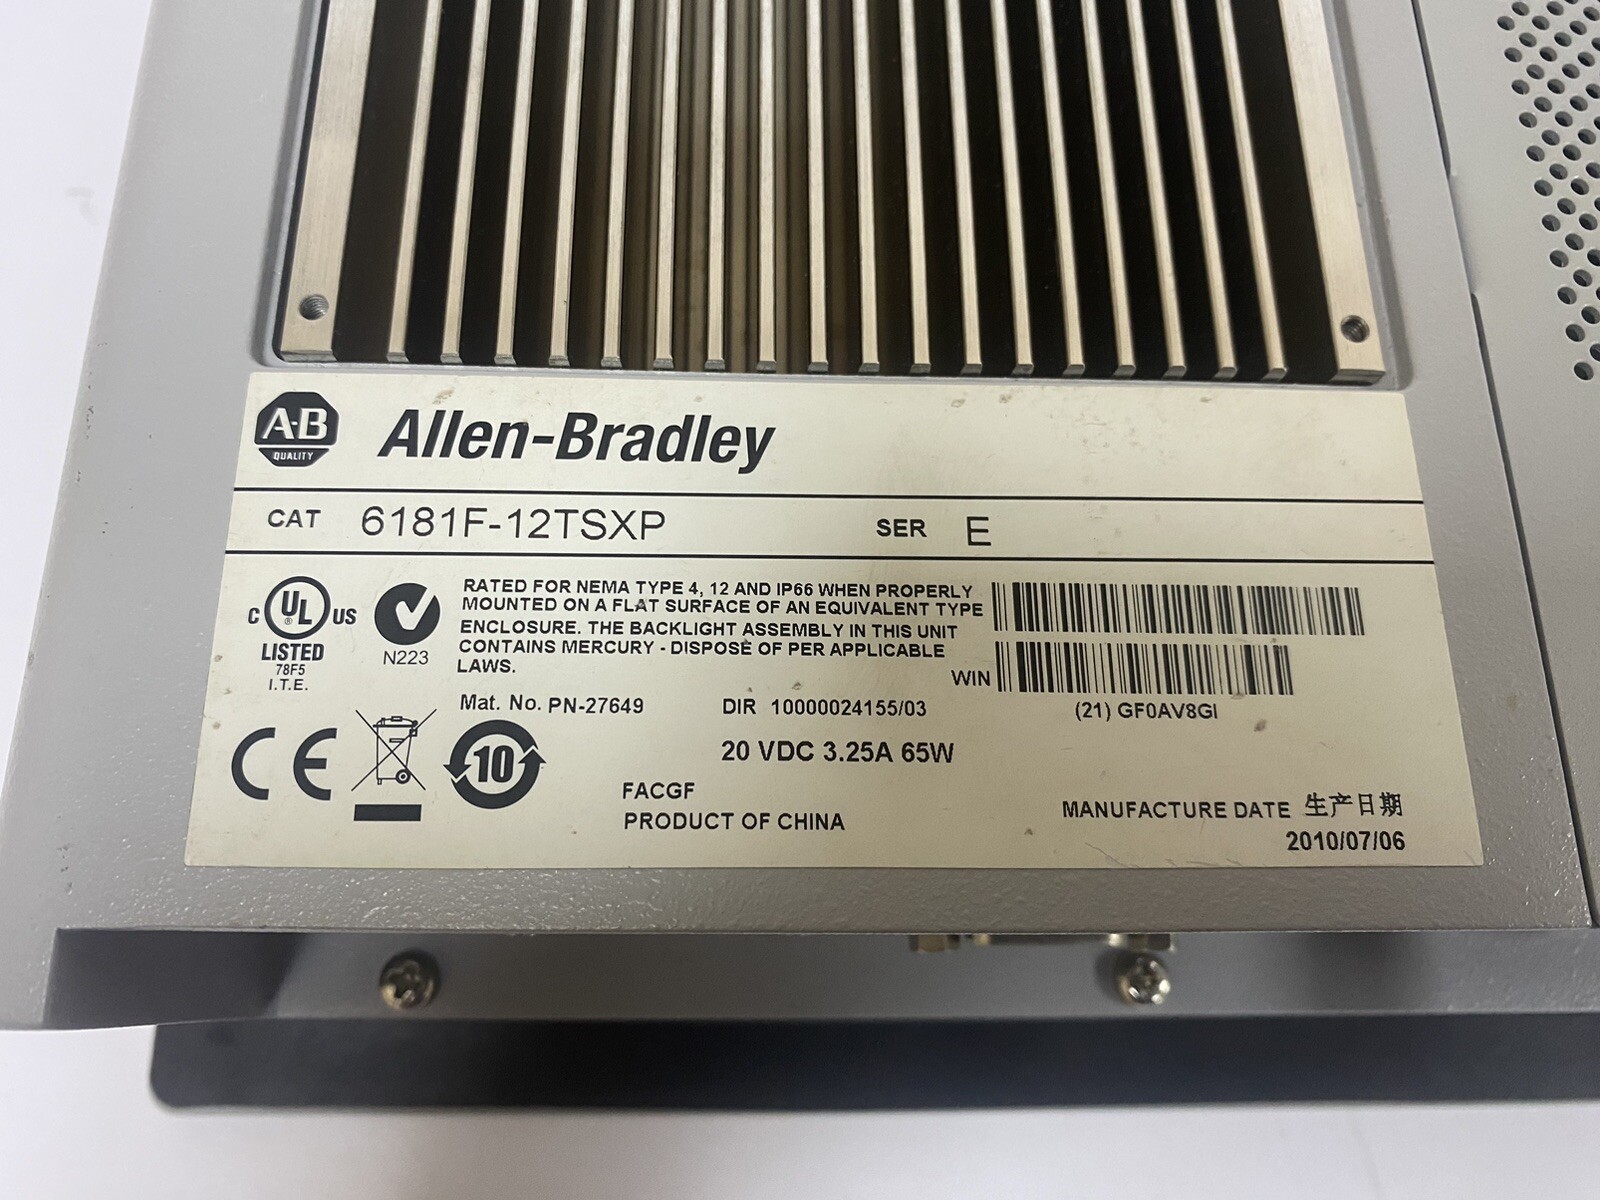 A-B
QUALITY
Allen-Bradley
CAT 6181F-12TSXP SER E
C UL ® US
LISTED
78F5
I.T.E.
N223
RATED FOR NEMA TYPE 4, 12 AND IP66 WHEN PROPERLY
MOUNTED ON A FLAT SURFACE OF AN EQUIVALENT TYPE
ENCLOSURE. THE BACKLIGHT ASSEMBLY IN THIS UNIT
CONTAINS MERCURY - DISPOSE OF PER APPLICABLE
LAWS.
WIN
(21) GF0AV8GI
Mat. No. PN-27649 DIR 10000024155/03
CE
10
20 VDC 3.25A 65W
FACGF
PRODUCT OF CHINA
MANUFACTURE DATE 生产日期
2010/07/06